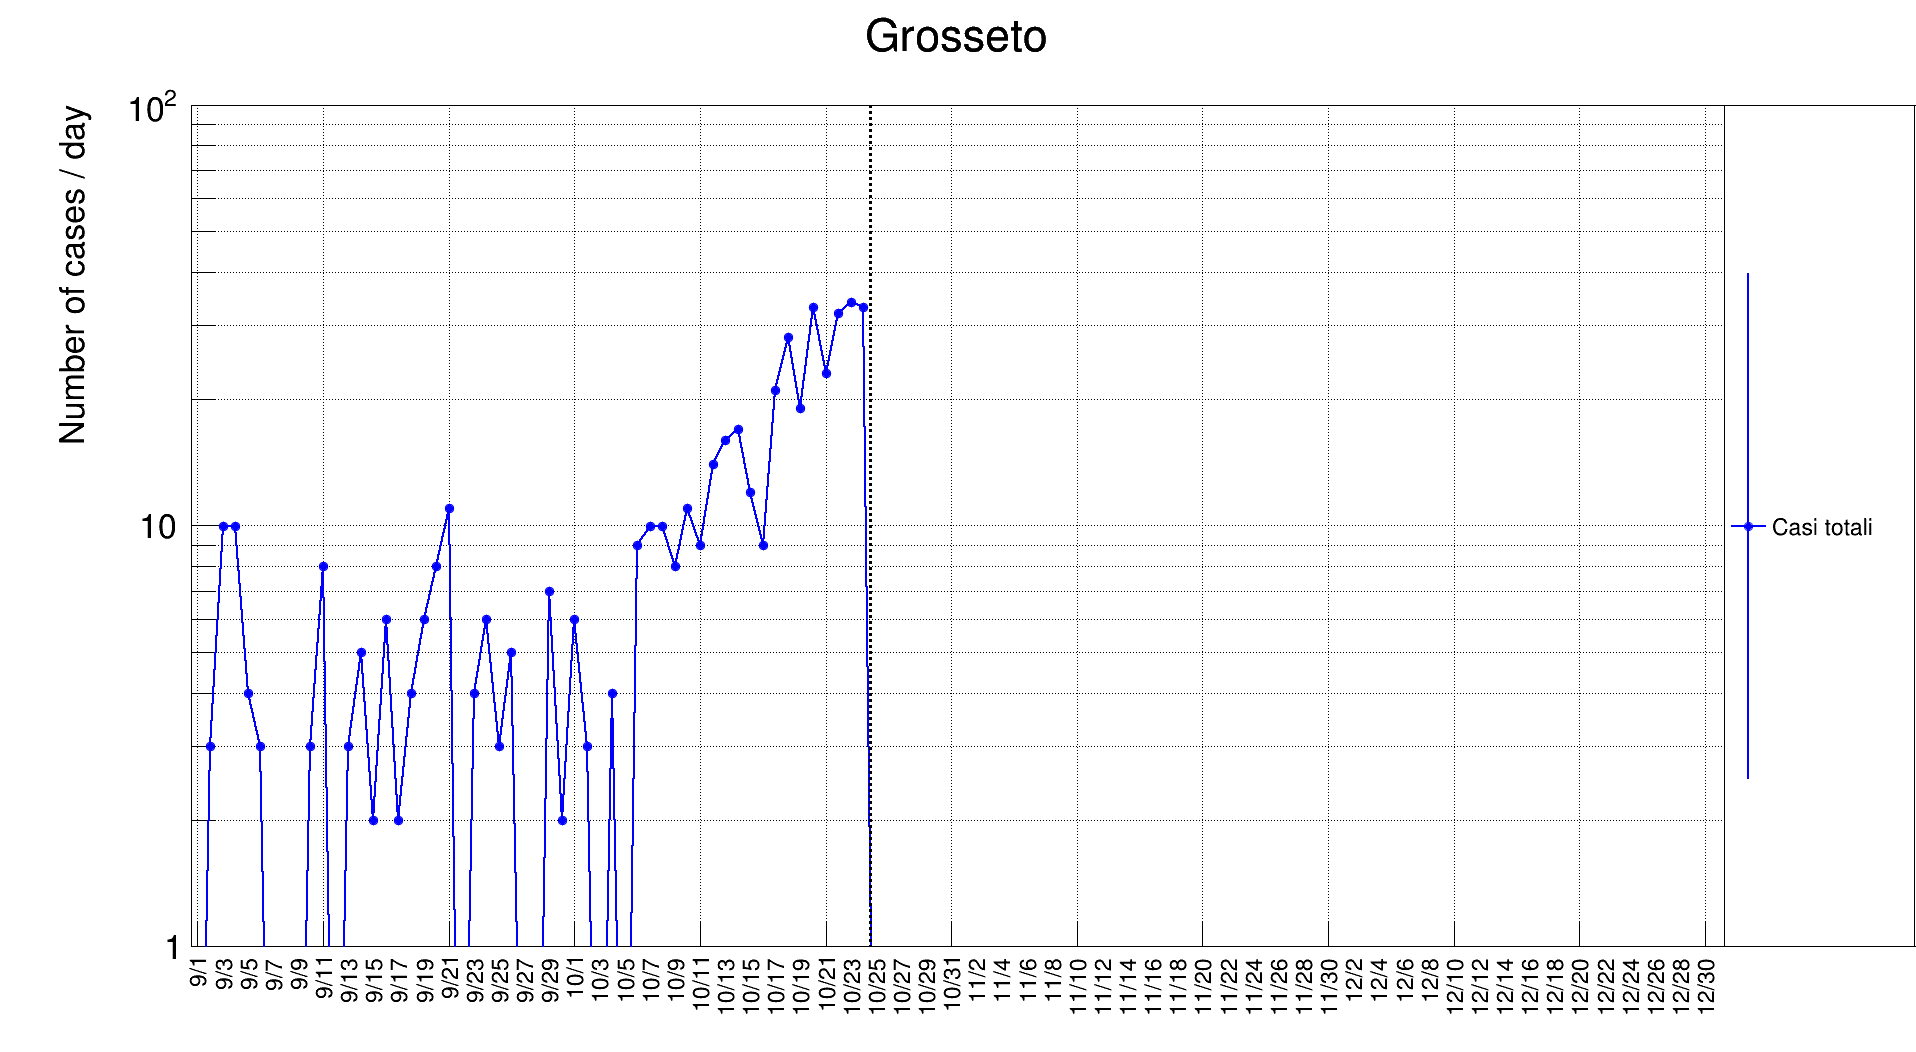 Grosseto
Number of cases / day
10²
10
1
9/1 9/3 9/5 9/7 9/9 9/11 9/13 9/15 9/17 9/19 9/21 9/23 9/25 9/27 9/29 10/1 10/3 10/5 10/7 10/9 10/11 10/13 10/15 10/17 10/19 10/21 10/23 10/25 10/27 10/29 10/31 11/2 11/4 11/6 11/8 11/10 11/12 11/14 11/16 11/18 11/20 11/22 11/24 11/26 11/28 11/30 12/2 12/4 12/6 12/8 12/10 12/12 12/14 12/16 12/18 12/20 12/22 12/24 12/26 12/28 12/30
Casi totali